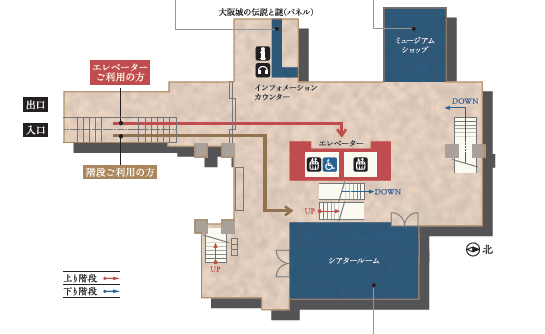 大阪城の伝説と謎(パネル)
ミュージアム
ショップ
エレベーター
ご利用の方
インフォメーション
カウンター
出口
入口
DOWN
エレベーター
階段ご利用の方
DOWN
UP
シアタールーム
北
UP
上り階段
下り階段